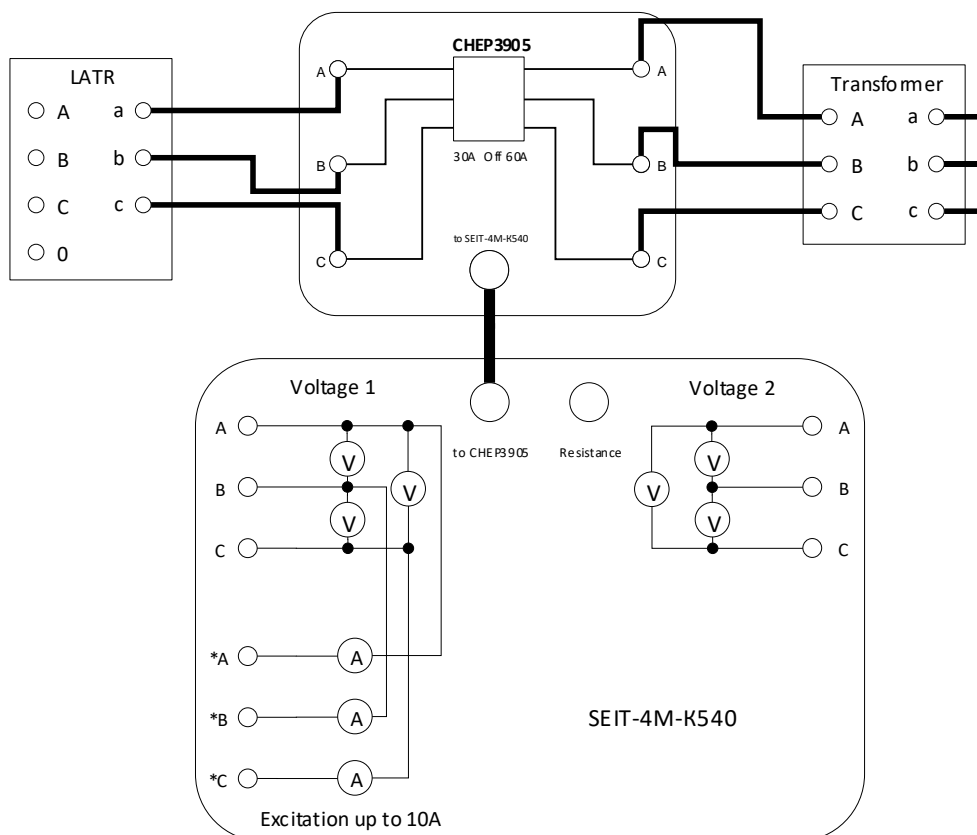 CHEP3905
LATR
Transformer
A a
B b
C c
0
A
B
C
A
B
C
30A Off 60A
to SEIT-4M-K540
A a
B b
C c
Voltage 1
Voltage 2
to CHEP3905
Resistance
A
B
C
V
V
V
V
V
V
A
B
C
*A A
*B A
*C A
SEIT-4M-K540
Excitation up to 10A